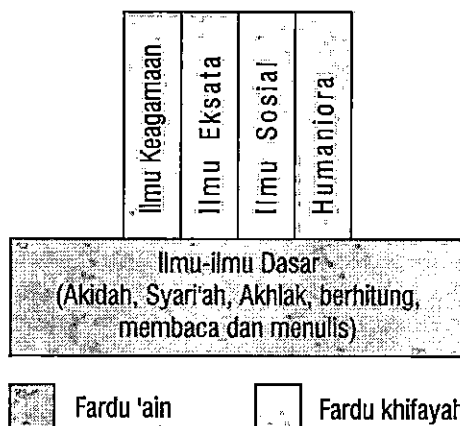 Ilmu Keagamaan
Ilmu Eksata
Ilmu Sosial
Humaniora
Ilmu-ilmu Dasar
(Akidah, Syari'ah, Akhlak, berhitung,
membaca dan menulis)
Fardu 'ain
Fardu khifayah